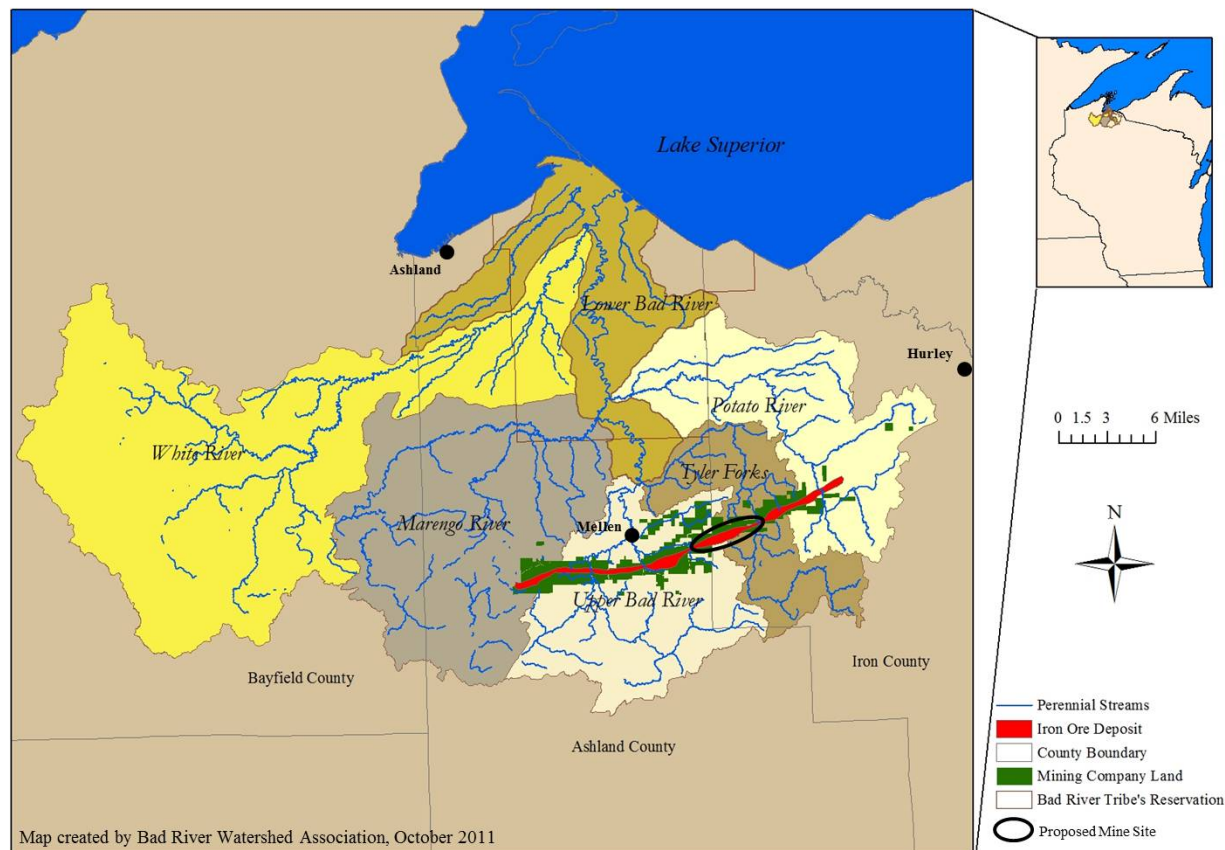 Lake Superior
Ashland
Lower Bad River
Hurley
Potato River
White River
Tyler Forks
Marengo River
Mellen
Upper Bad River
Iron County
Bayfield County
Ashland County
Map created by Bad River Watershed Association, October 2011
0 1.5 3 6 Miles
N
Perennial Streams
Iron Ore Deposit
County Boundary
Mining Company Land
Bad River Tribe's Reservation
Proposed Mine Site